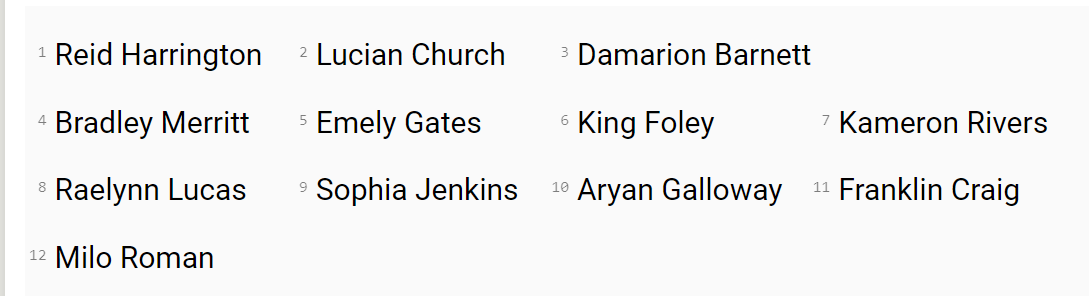 1 Reid Harrington 2 Lucian Church 3 Damarion Barnett
4 Bradley Merritt 5 Emely Gates 6 King Foley 7 Kameron Rivers
8 Raelynn Lucas 9 Sophia Jenkins 10 Aryan Galloway 11 Franklin Craig
12 Milo Roman